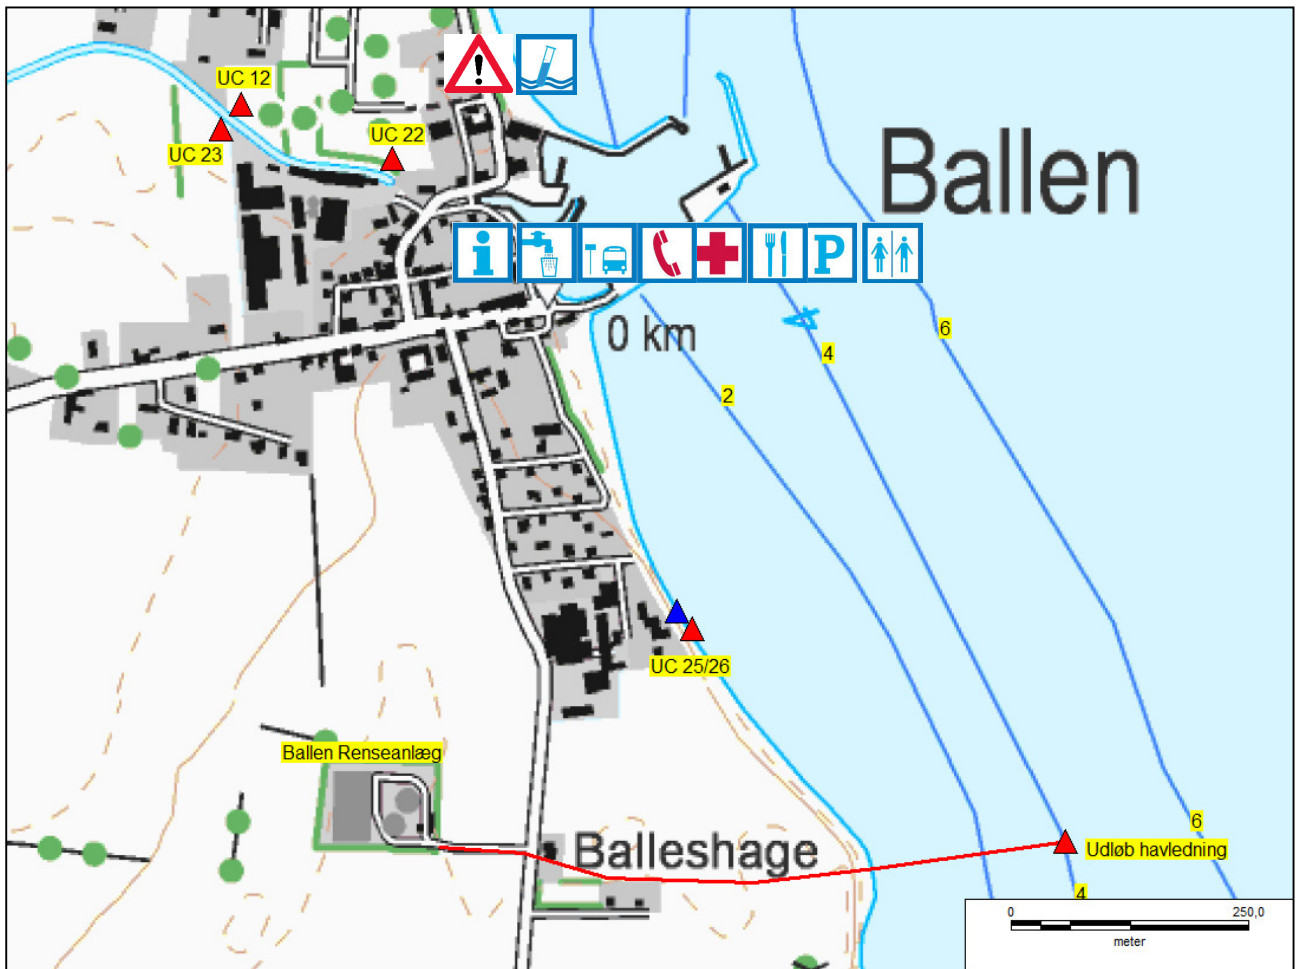 UC 12
UC 23
UC 22
Ballen
i
P
0 km
6
4
2
UC 25/26
Ballen Renseanlæg
Balleshage
6
Udløb havledning
4
0 250,0
meter